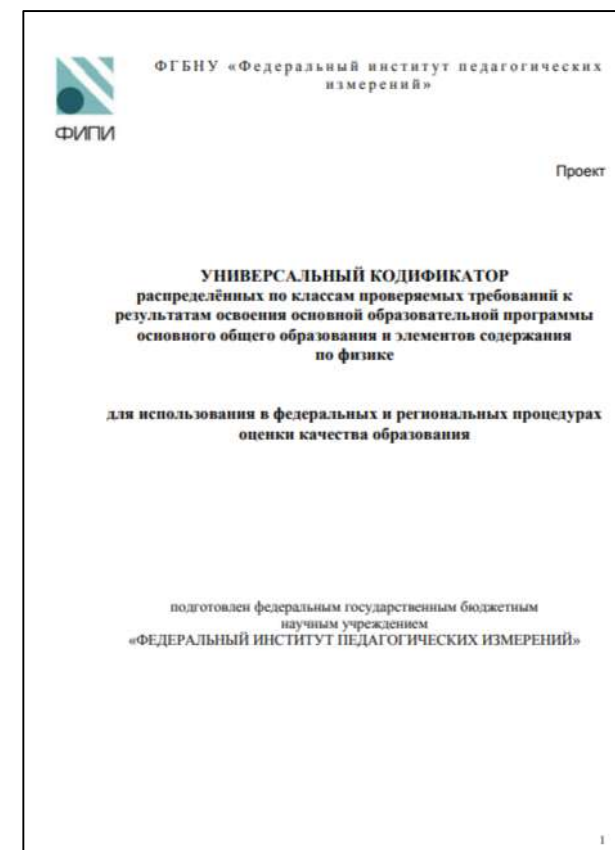 ФГБНУ «Федеральный институт педагогических
измерений»
ФИПИ
Проект
УНИВЕРСАЛЬНЫЙ КОДИФИКАТОР
распределённых по классам проверяемых требований к
результатам освоения основной образовательной программы
основного общего образования и элементов содержания
по физике
для использования в федеральных и региональных процедурах
оценки качества образования
подготовлен федеральным государственным бюджетным
научным учреждением
«ФЕДЕРАЛЬНЫЙ ИНСТИТУТ ПЕДАГОГИЧЕСКИХ ИЗМЕРЕНИЙ»
1